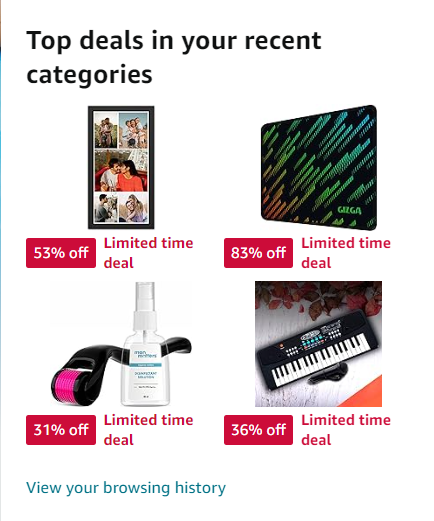 Top deals in your recent
categories
GIZGA
53% off Limited time
deal
83% off Limited time
deal
31% off Limited time
deal
36% off Limited time
deal
View your browsing history